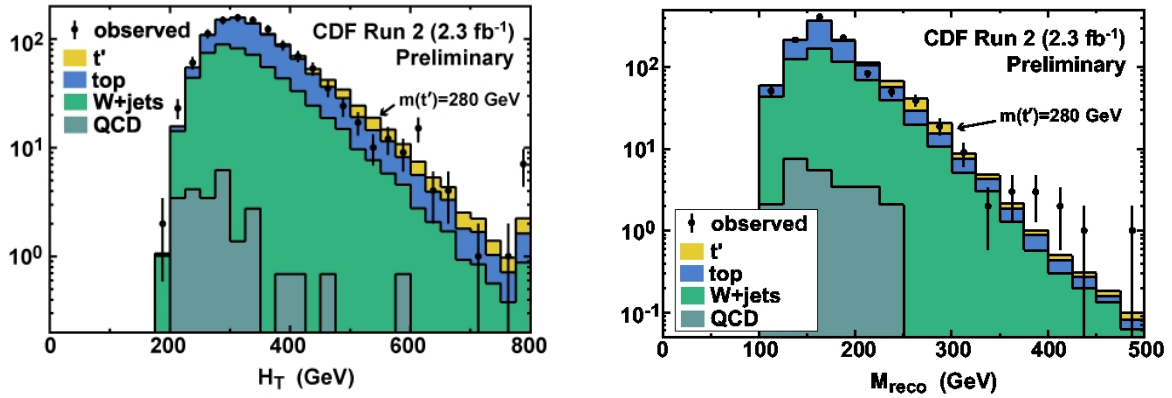 CDF Run 2 (2.3 fb⁻¹)
Preliminary
observed
t'
top
W+jets
QCD
m(t')=280 GeV
10²
10¹
10⁰
0 200 400 600 800
H_T (GeV)
CDF Run 2 (2.3 fb⁻¹)
Preliminary
m(t')=280 GeV
observed
t'
top
W+jets
QCD
10²
10¹
10⁰
10⁻¹
0 100 200 300 400 500
M_reco (GeV)